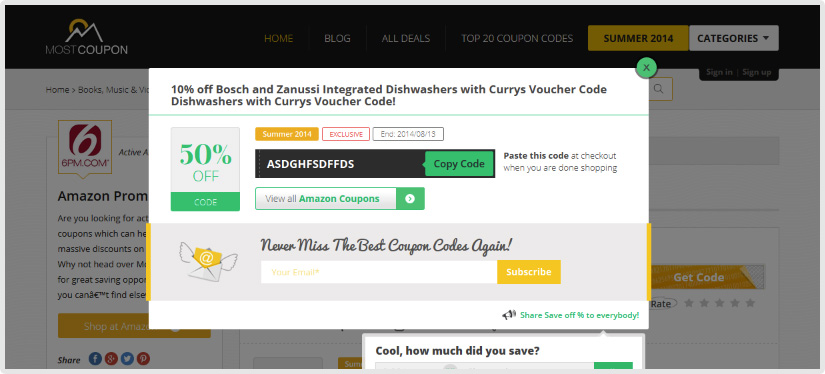 MOSTCOUPON
HOME
BLOG
ALL DEALS
TOP 20 COUPON CODES
SUMMER 2014
CATEGORIES
Sign in | Sign up
Home > Books, Music & Vi
X
10% off Bosch and Zanussi Integrated Dishwashers with Currys Voucher Code
Dishwashers with Currys Voucher Code!
6
6PM.COM
Active A
50%
OFF
CODE
Summer 2014
EXCLUSIVE
End: 2014/08/13
ASDGHFSDFFDS
Copy Code
Paste this code at checkout
when you are done shopping
View all Amazon Coupons
Amazon Prom
Are you looking for act
coupons which can he
massive discounts on
Why not head over Mo
for great saving oppor
you canâ€™t find else
Shop at Amaz
Share
@
Never Miss The Best Coupon Codes Again!
Your Email*
Subscribe
Get Code
Rate
Share Save off % to everybody!
Cool, how much did you save?
Summer 2014